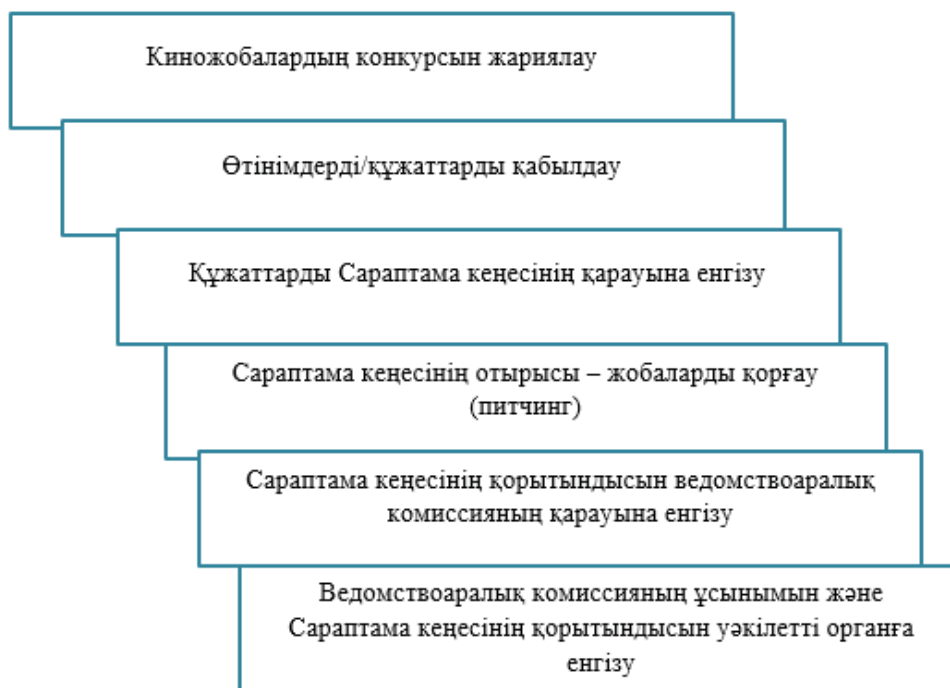 Киножобалардың конкурсын жариялау
Өтінімдерді/құжаттарды қабылдау
Құжаттарды Сараптама кеңесінің қарауына енгізу
Сараптама кеңесінің отырысы – жобаларды қорғау
(питчинг)
Сараптама кеңесінің қорытындысын ведомствоаралық
комиссияның қарауына енгізу
Ведомствоаралық комиссияның ұсынымын және
Сараптама кеңесінің қорытындысын уәкілетті органға
енгізу